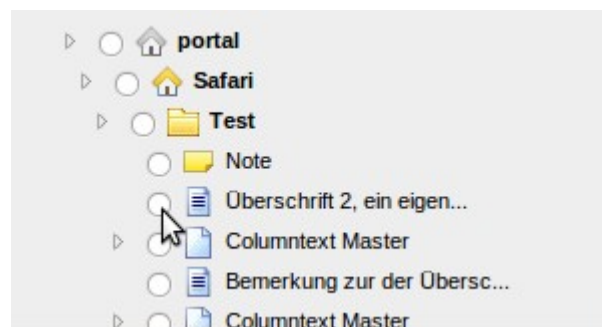 portal
Safari
Test
Note
Überschrift 2, ein eigen...
Columntext Master
Bemerkung zur der Übersc...
Columntext Master